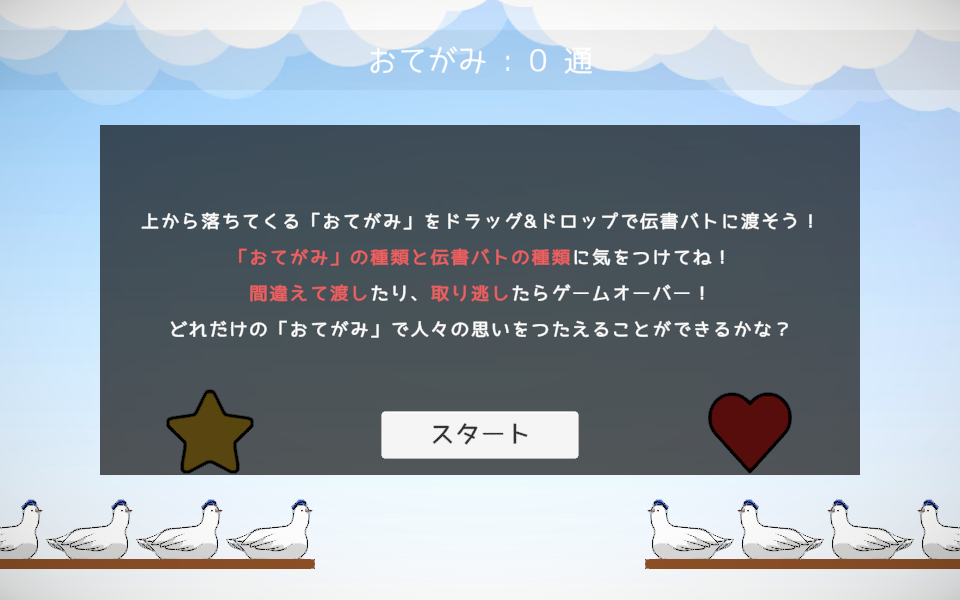 おてがみ：0 通
上から落ちてくる「おてがみ」をドラッグ&ドロップで伝書バトに渡そう！
「おてがみ」の種類と伝書バトの種類に気をつけてね！
間違えて渡したり、取り逃したらゲームオーバー！
どれだけの「おてがみ」で人々の思いをつたえることができるかな？
スタート